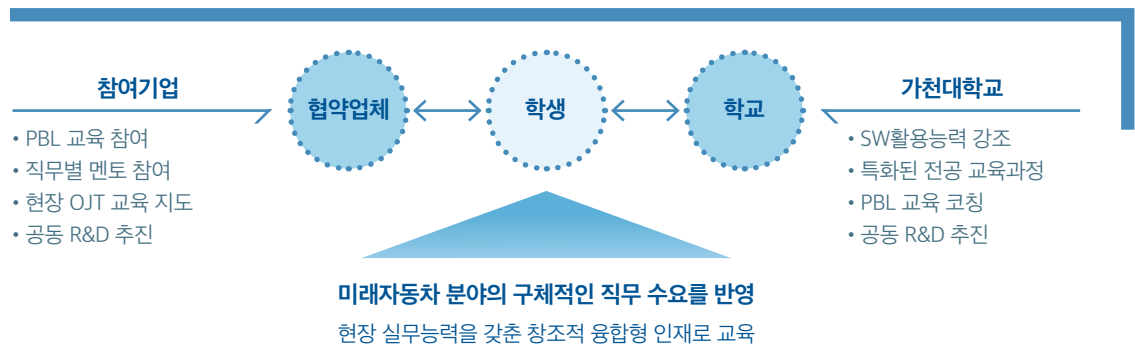 참여기업
• PBL 교육 참여
• 직무별 멘토 참여
• 현장 OJT 교육 지도
• 공동 R&D 추진
협약업체
학생
학교
가천대학교
• SW활용능력 강조
• 특화된 전공 교육과정
• PBL 교육 코칭
• 공동 R&D 추진
미래자동차 분야의 구체적인 직무 수요를 반영
현장 실무능력을 갖춘 창조적 융합형 인재로 교육